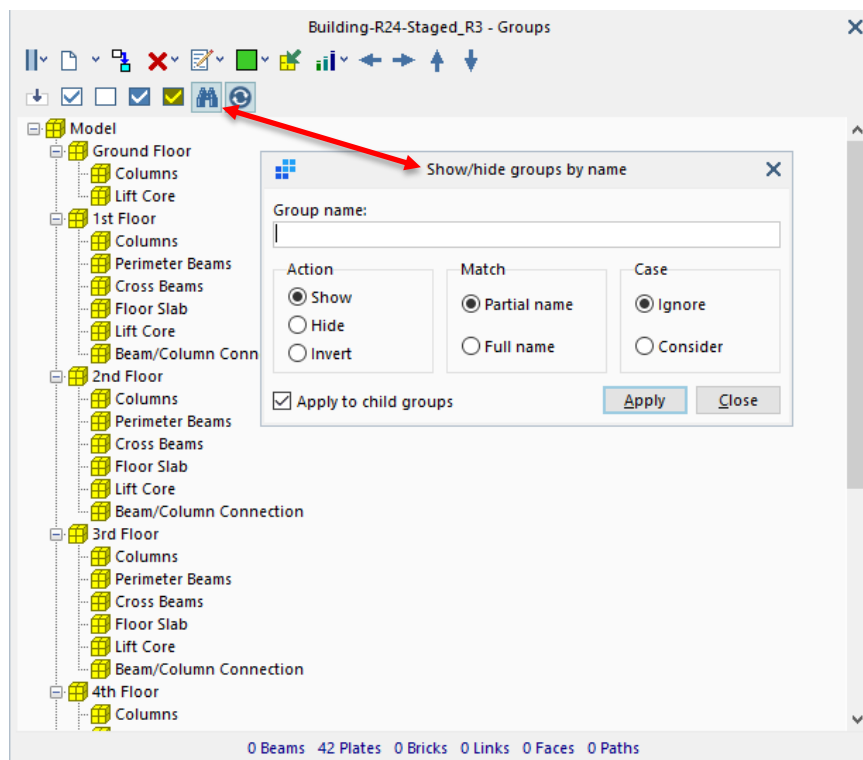 Building-R24-Staged_R3 - Groups
Model
Ground Floor
Columns
Lift Core
1st Floor
Columns
Perimeter Beams
Cross Beams
Floor Slab
Lift Core
Beam/Column Conn
2nd Floor
Columns
Perimeter Beams
Cross Beams
Floor Slab
Lift Core
Beam/Column Connection
3rd Floor
Columns
Perimeter Beams
Cross Beams
Floor Slab
Lift Core
Beam/Column Connection
4th Floor
Columns
Show/hide groups by name
Group name:
Action
Show
Hide
Invert
Match
Partial name
Full name
Case
Ignore
Consider
Apply to child groups
Apply
Close
0 Beams 42 Plates 0 Bricks 0 Links 0 Faces 0 Paths